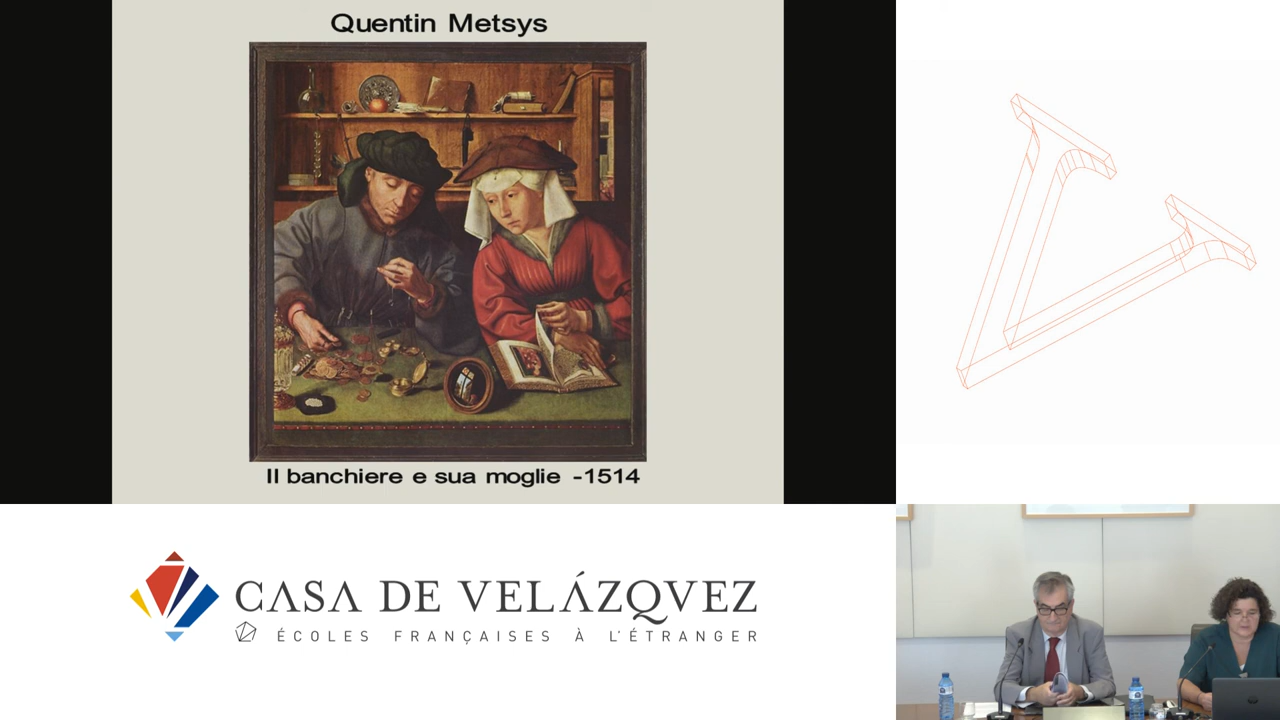 Quentin Metsys
Il banchiere e sua moglie -1514
CASA DE VELÁZQVEZ
ÉCOLES FRANÇAISES À L'ÉTRANGER